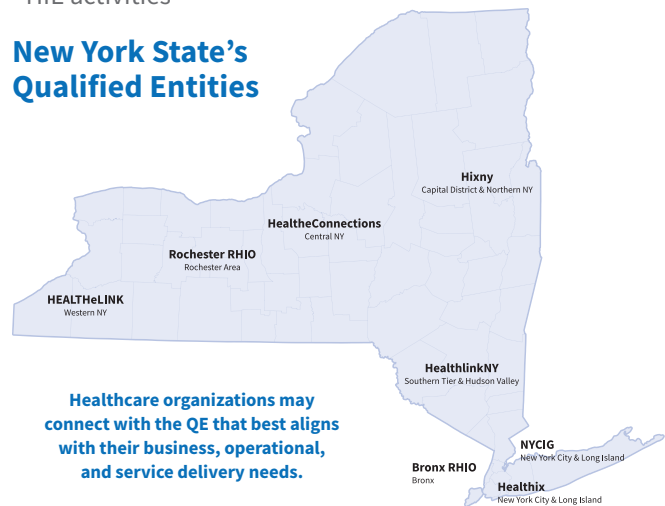 HIE activities
New York State’s
Qualified Entities
Hixny
Capital District & Northern NY
HealtheConnections
Central NY
Rochester RHIO
Rochester Area
HEALTHeLINK
Western NY
HealthlinkNY
Southern Tier & Hudson Valley
Healthcare organizations may
connect with the QE that best aligns
with their business, operational,
and service delivery needs.
NYCIG
New York City & Long Island
Bronx RHIO
Bronx
Healthix
New York City & Long Island